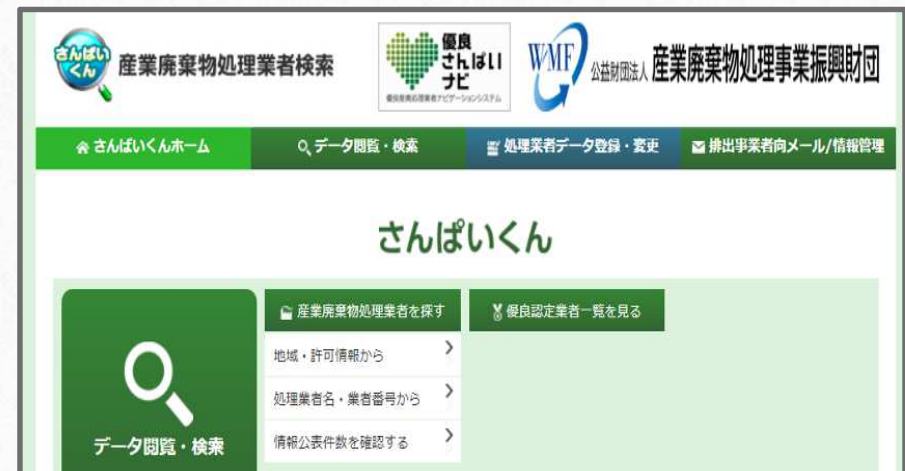 さんぱいくん
産業廃棄物処理業者検索
優良さんぱいナビ
優良産廃処理業者ナビゲーションシステム
WMF 公益財団法人 産業廃棄物処理事業振興財団
さんぱいくんホーム
データ閲覧・検索
処理業者データ登録・変更
排出事業者向メール/情報管理
さんぱいくん
データ閲覧・検索
産業廃棄物処理業者を探す
地域・許可情報から
処理業者名・業者番号から
情報公表件数を確認する
優良認定業者一覧を見る